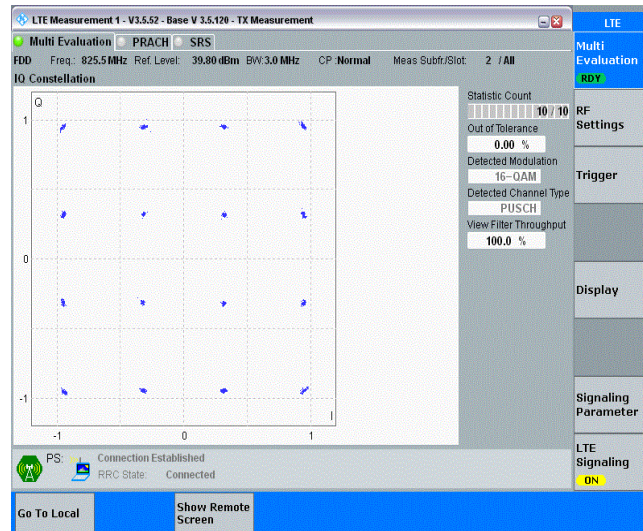 LTE Measurement 1 - V3.5.52 - Base V 3.5.120 - TX Measurement
LTE
Multi Evaluation PRACH SRS
FDD Freq.: 825.5 MHz Ref. Level: 39.80 dBm BW: 3.0 MHz CP :Normal Meas Subfr./Slot: 2 / All
IQ Constellation
Q
1
0
-1
-1 0 1
I
Statistic Count
10 / 10
Out of Tolerance
0.00 %
Detected Modulation
16-QAM
Detected Channel Type
PUSCH
View Filter Throughput
100.0 %
Multi
Evaluation
RDY
RF
Settings
Trigger
Display
Signaling
Parameter
LTE
Signaling
ON
PS: Connection Established
RRC State: Connected
Go To Local
Show Remote
Screen